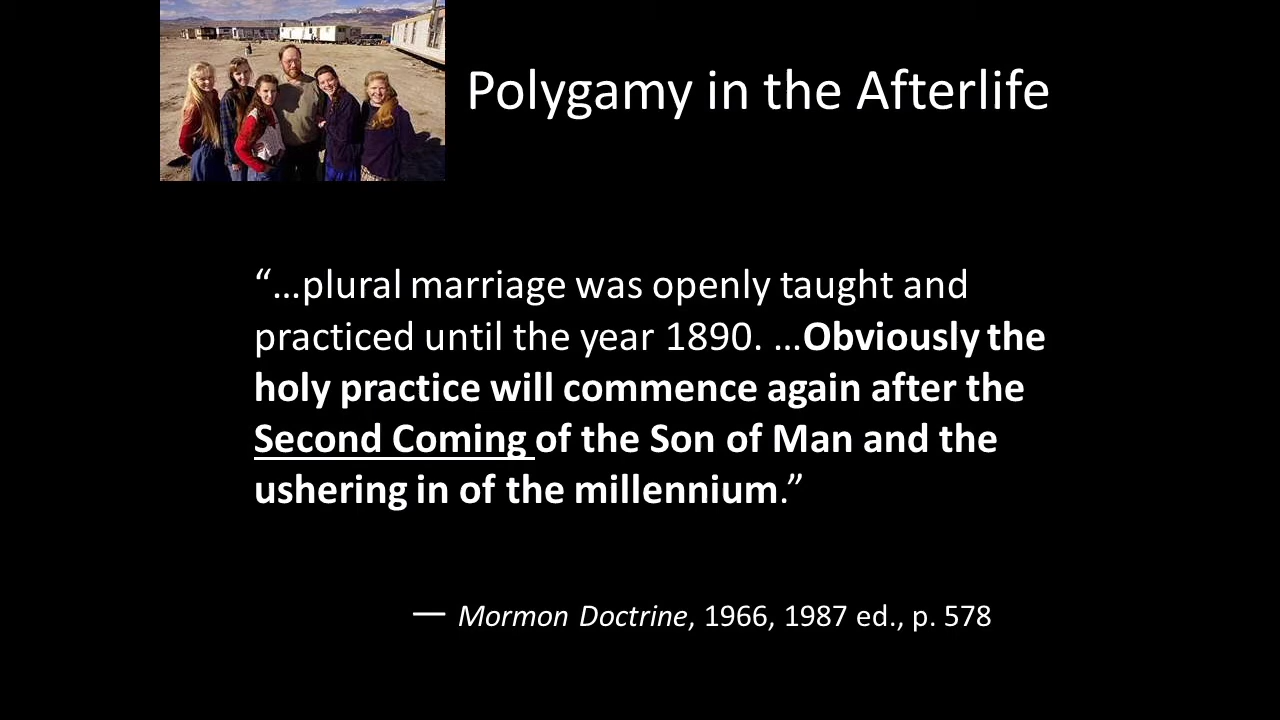 Polygamy in the Afterlife
“…plural marriage was openly taught and
practiced until the year 1890. …Obviously the
holy practice will commence again after the
Second Coming of the Son of Man and the
ushering in of the millennium.”
— Mormon Doctrine, 1966, 1987 ed., p. 578